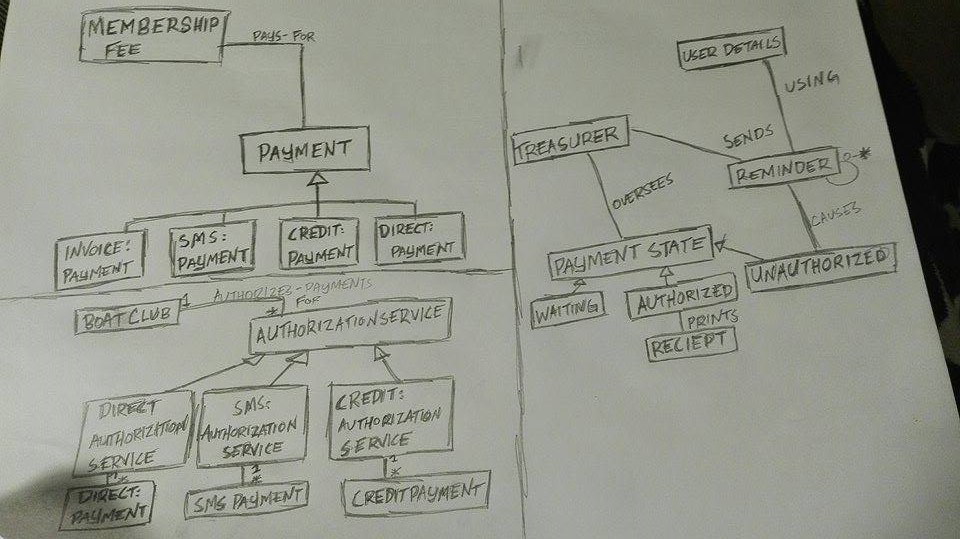 MEMBERSHIP
FEE
PAYS-FOR
PAYMENT
INVOICE:
PAYMENT
SMS:
PAYMENT
CREDIT:
PAYMENT
DIRECT:
PAYMENT
BOATCLUB
1
AUTHORIZES-PAYMENTS
FOR
*
AUTHORIZATIONSERVICE
DIRECT
AUTHORIZATION
SERVICE
SMS:
AUTHORIZATION
SERVICE
CREDIT:
AUTHORIZATION
SERVICE
1
*
DIRECT:
PAYMENT
1
*
SMS PAYMENT
1
*
CREDITPAYMENT
USER DETAILS
USING
TREASURER
SENDS
REMINDER
*
OVERSEES
CAUSES
PAYMENT STATE
UNAUTHORIZED
WAITING
AUTHORIZED
PRINTS
RECIEPT